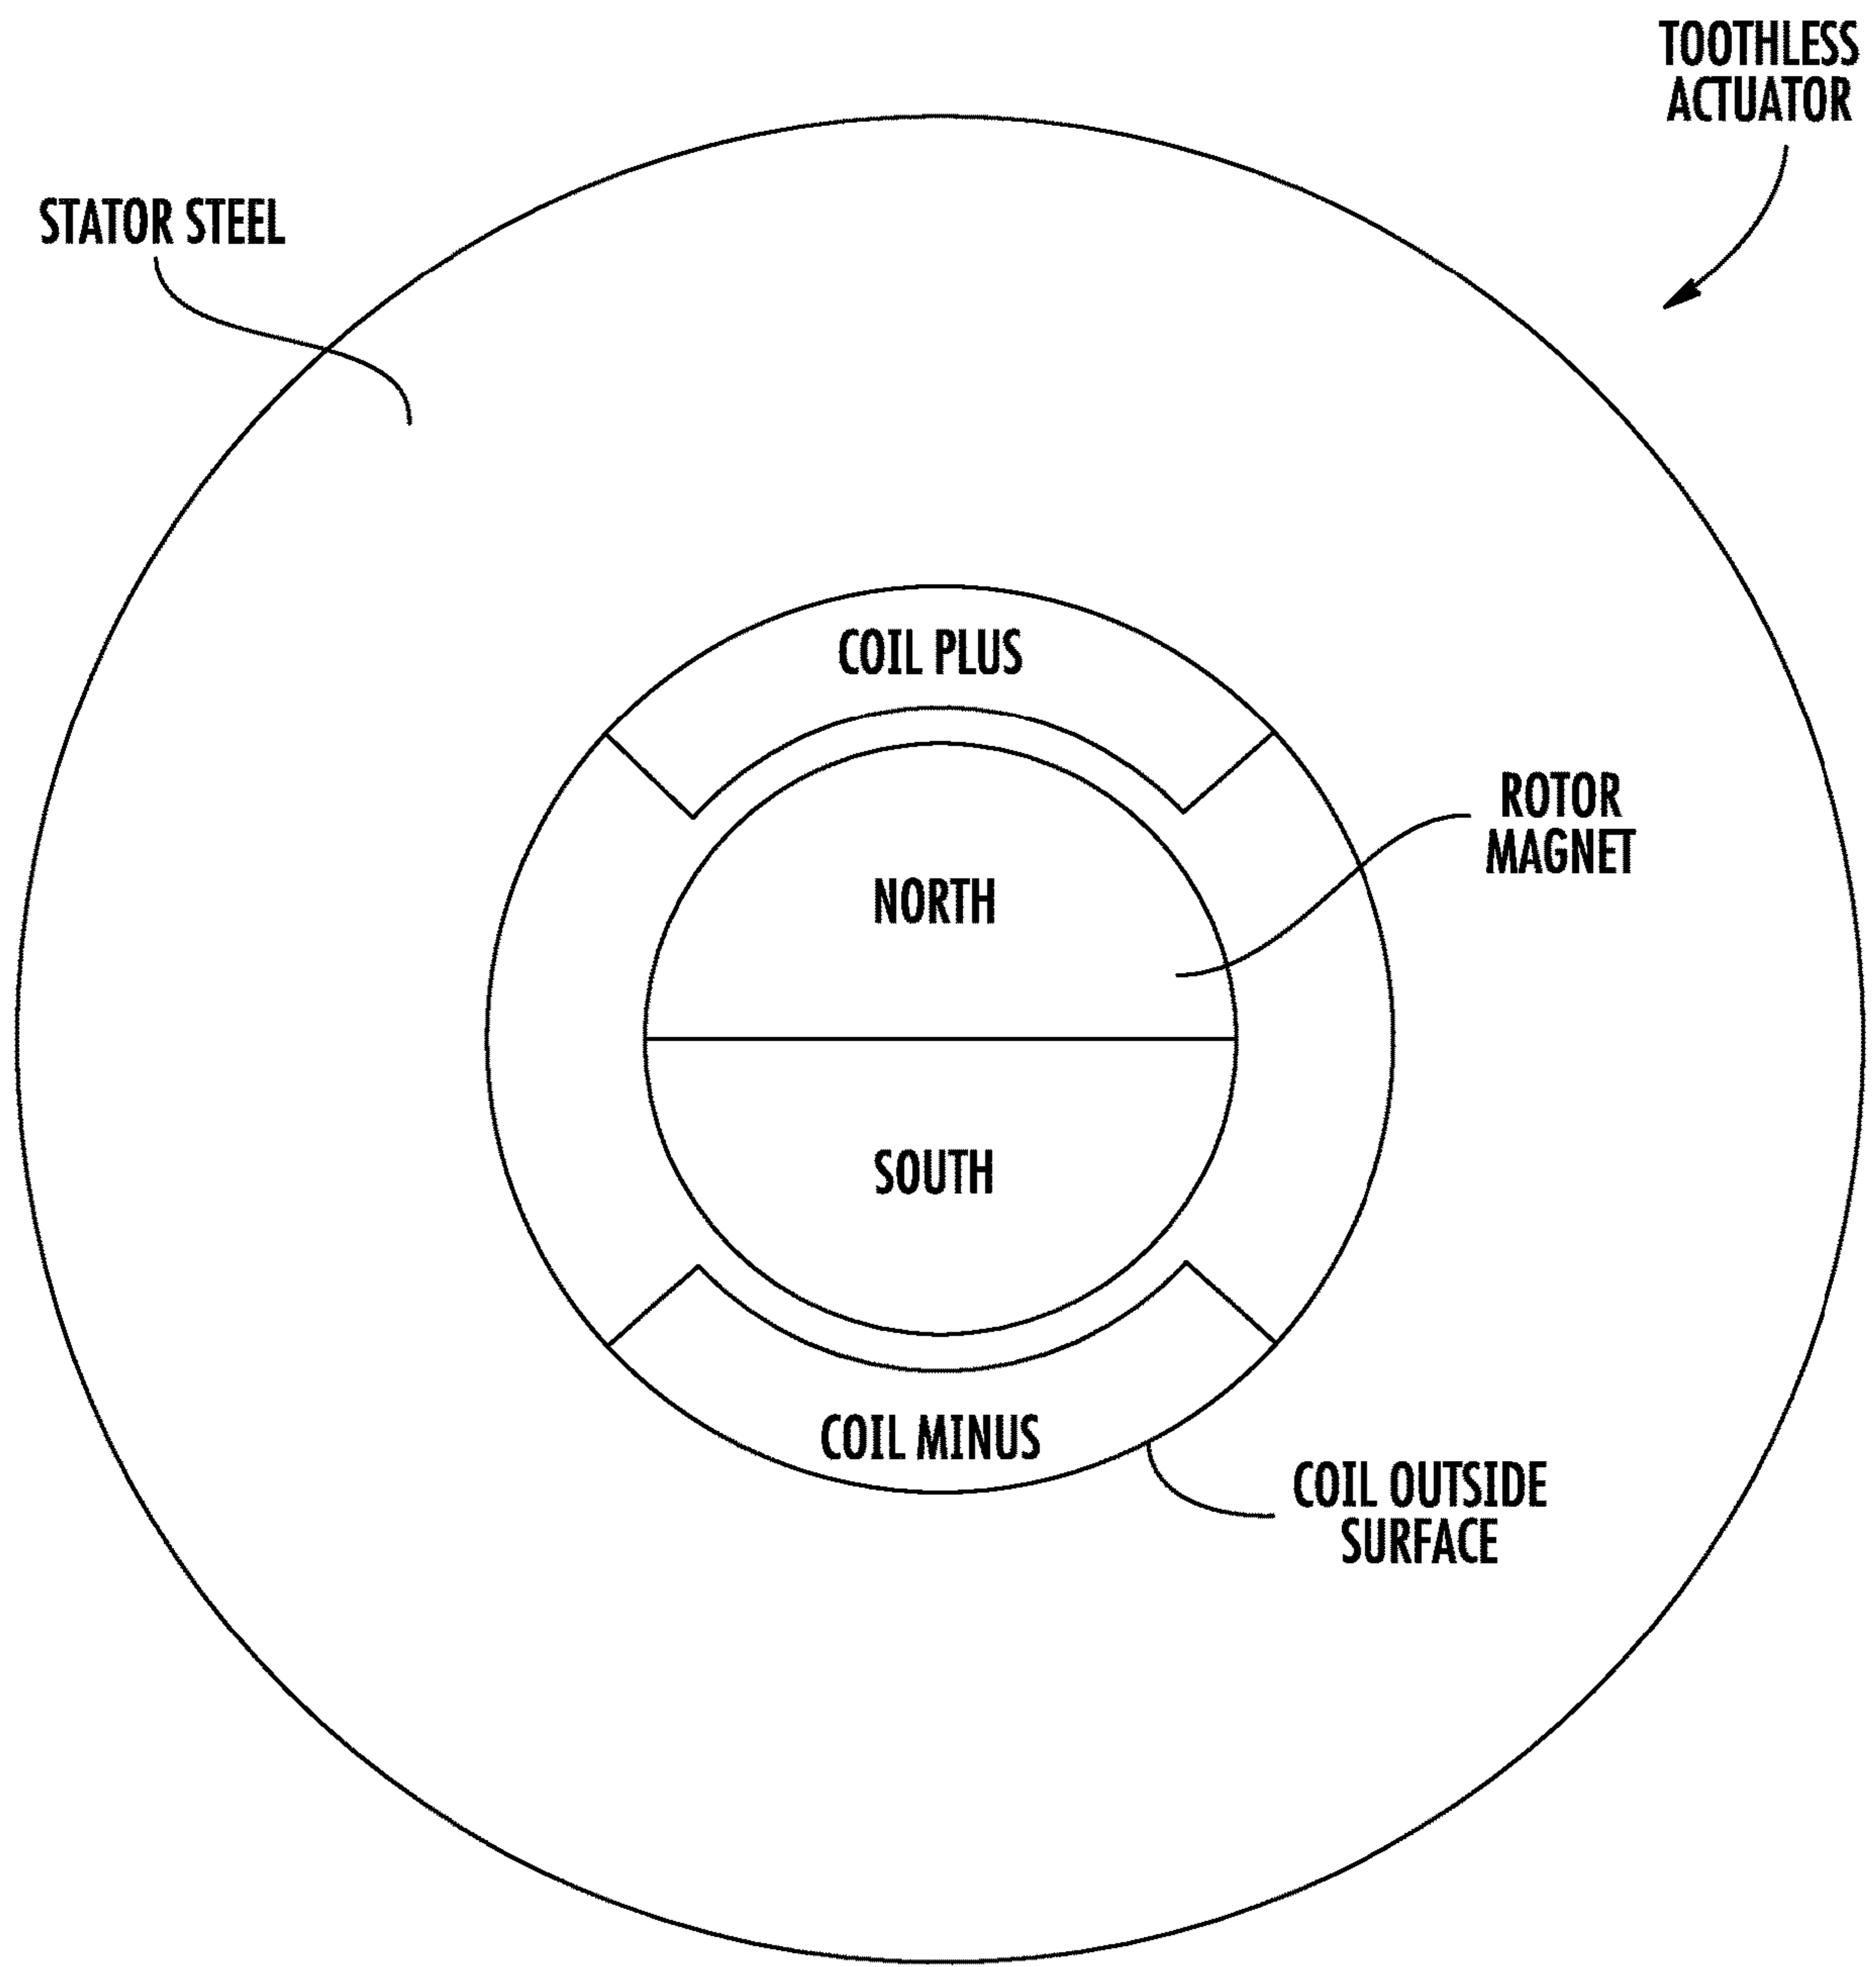 TOOTHLESS
ACTUATOR
STATOR STEEL
COIL PLUS
ROTOR
MAGNET
NORTH
SOUTH
COIL MINUS
COIL OUTSIDE
SURFACE